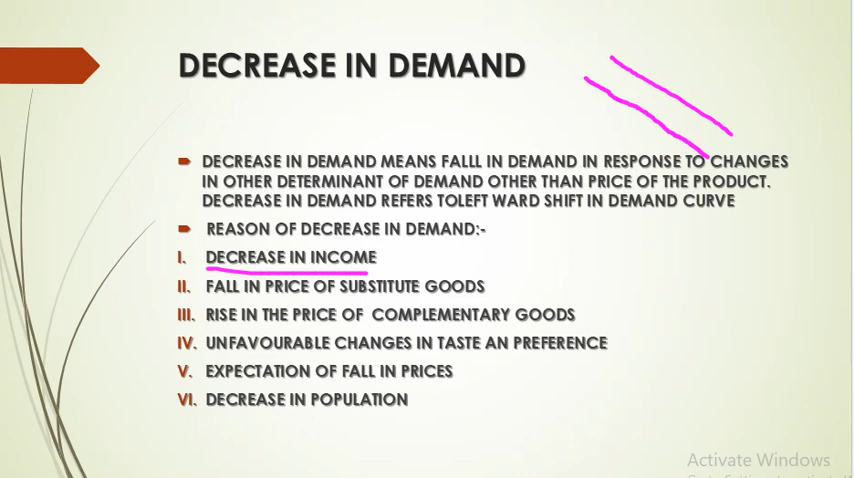 DECREASE IN DEMAND
DECREASE IN DEMAND MEANS FALLL IN DEMAND IN RESPONSE TO CHANGES
IN OTHER DETERMINANT OF DEMAND OTHER THAN PRICE OF THE PRODUCT.
DECREASE IN DEMAND REFERS TOLEFT WARD SHIFT IN DEMAND CURVE
REASON OF DECREASE IN DEMAND:-
I. DECREASE IN INCOME
II. FALL IN PRICE OF SUBSTITUTE GOODS
III. RISE IN THE PRICE OF COMPLEMENTARY GOODS
IV. UNFAVOURABLE CHANGES IN TASTE AN PREFERENCE
V. EXPECTATION OF FALL IN PRICES
VI. DECREASE IN POPULATION
Activate Windows